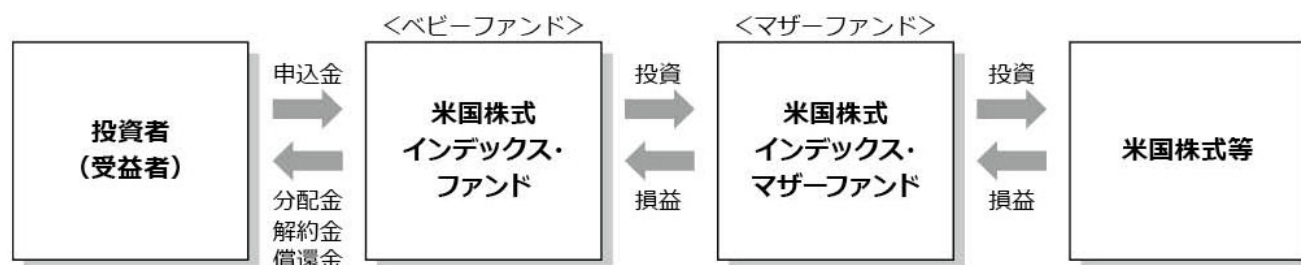 <ベビーファンド>
<マザーファンド>
投資者
（受益者）
申込金
分配金
解約金
償還金
米国株式
インデックス・
ファンド
投資
損益
米国株式
インデックス・
マザーファンド
投資
損益
米国株式等